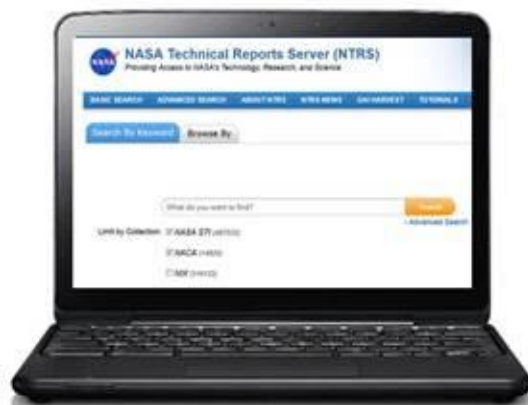 NASA
NASA Technical Reports Server (NTRS)
Providing Access to NASA's Technology, Research, and Science
BASIC SEARCH ADVANCED SEARCH ABOUT NTRS NTRS NEWS OAI HARVEST TUTORIALS
Search By Keyword Browse By
What do you want to find? Search
Advanced Search
Limit by Collection NASA STI
NACA
NIX